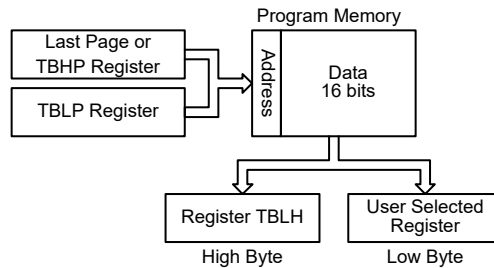 Program Memory
Last Page or
TBHP Register
TBLP Register
Address
Data
16 bits
Register TBLH
User Selected
Register
High Byte
Low Byte